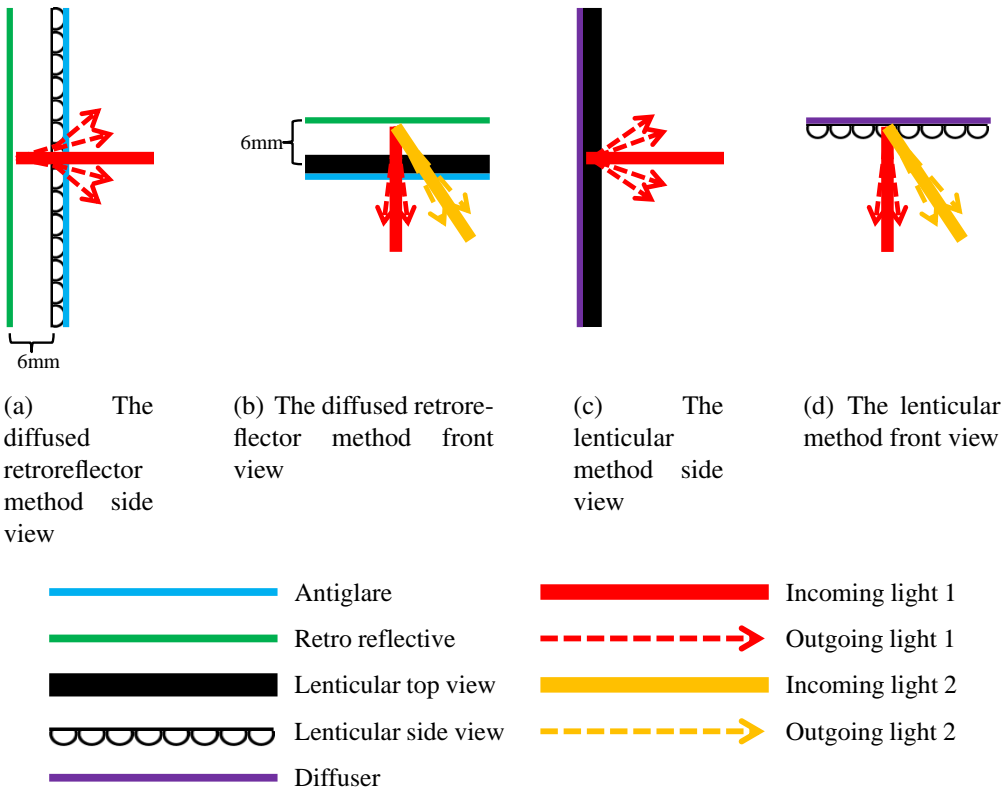 6mm
6mm
(a) The
diffused
retroreflector
method side
view
(b) The diffused retrore-
flector method front
view
(c) The
lenticular
method side
view
(d) The lenticular
method front view
Antiglare
Retro reflective
Lenticular top view
Lenticular side view
Diffuser
Incoming light 1
Outgoing light 1
Incoming light 2
Outgoing light 2